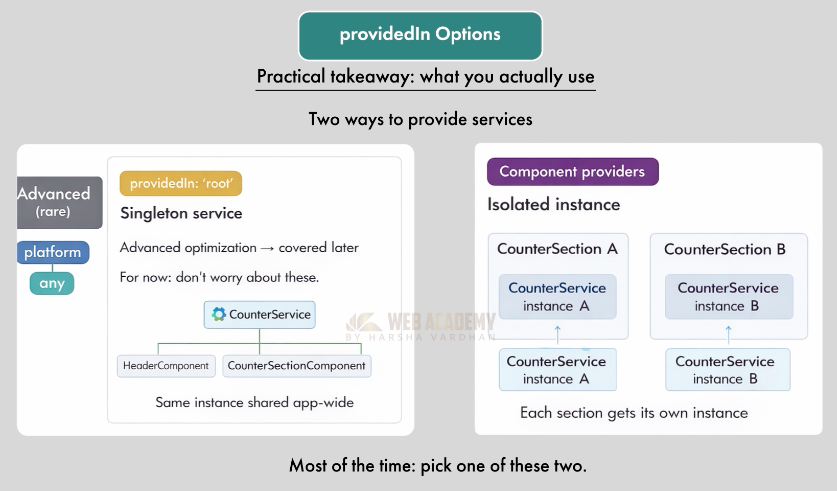 providedIn Options
Practical takeaway: what you actually use
Two ways to provide services
Advanced
(rare)
platform
any
providedIn: ‘root’
Singleton service
Advanced optimization → covered later
For now: don’t worry about these.
CounterService
HeaderComponent
CounterSectionComponent
Same instance shared app-wide
WEB ACADEMY
BY HARSHA VARDHAN
Component providers
Isolated instance
CounterSection A
CounterService
instance A
CounterService
instance A
CounterSection B
CounterService
instance B
CounterService
instance B
Each section gets its own instance
Most of the time: pick one of these two.